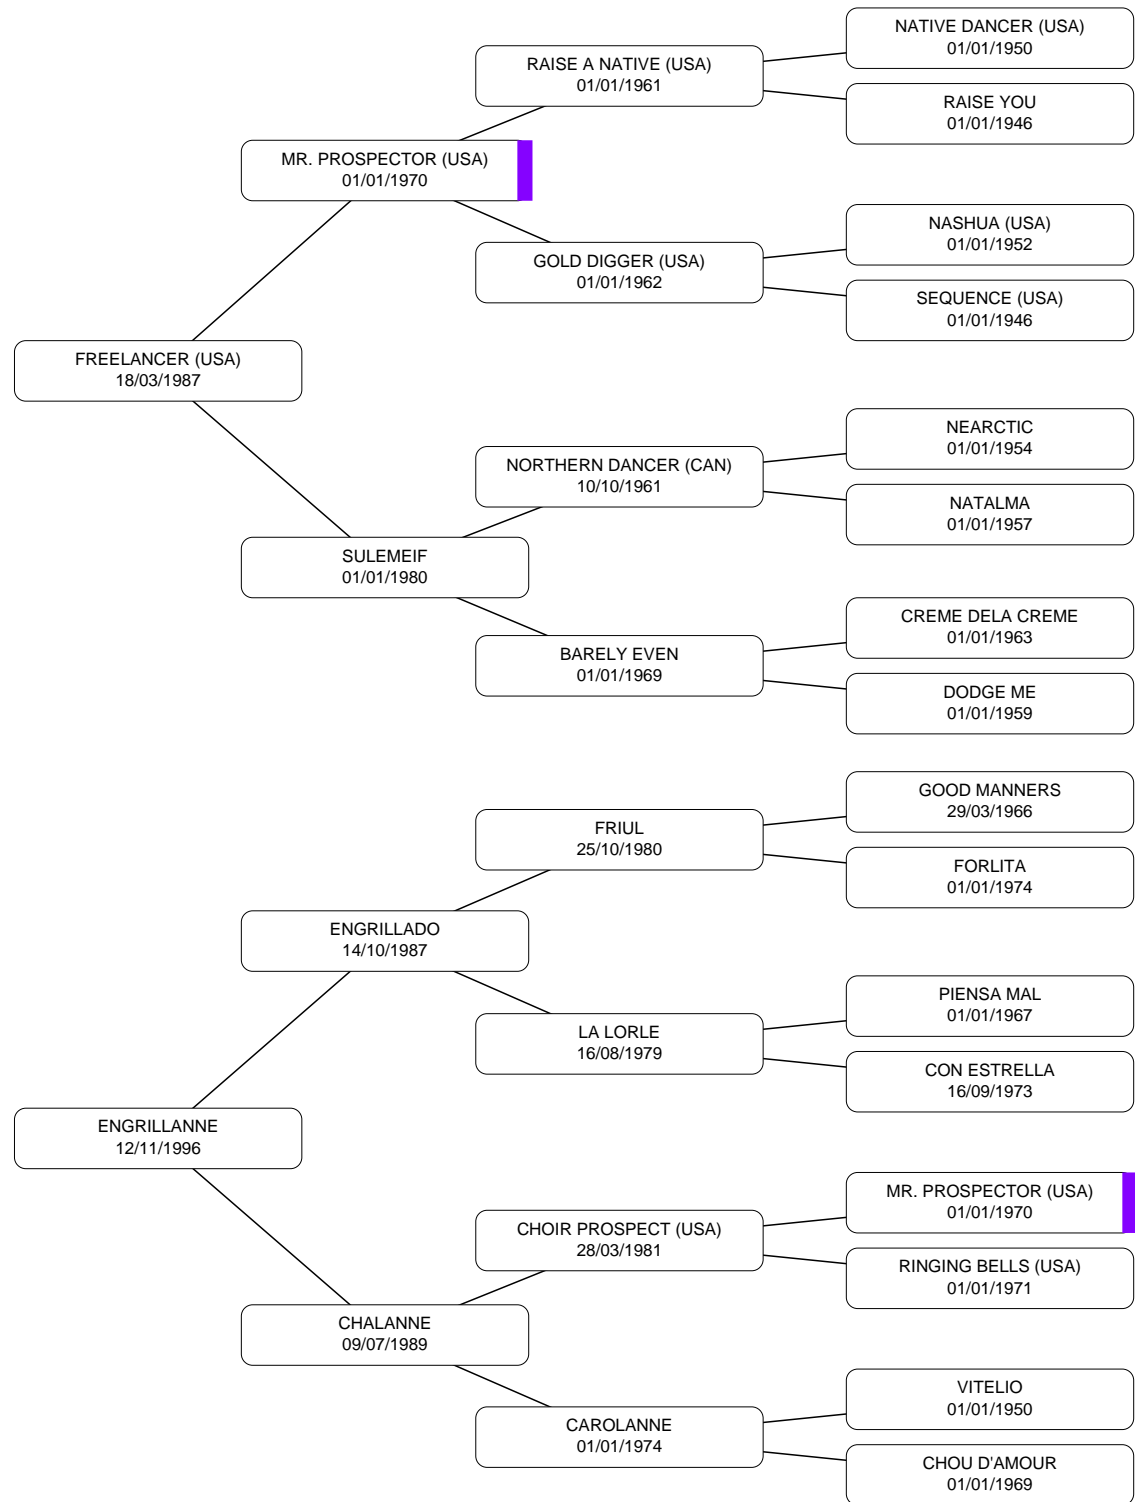 NATIVE DANCER (USA)
01/01/1950
RAISE A NATIVE (USA)
01/01/1961
RAISE YOU
01/01/1946
MR. PROSPECTOR (USA)
01/01/1970
NASHUA (USA)
01/01/1952
GOLD DIGGER (USA)
01/01/1962
SEQUENCE (USA)
01/01/1946
FREELANCER (USA)
18/03/1987
NEARCTIC
01/01/1954
NORTHERN DANCER (CAN)
10/10/1961
NATALMA
01/01/1957
SULEMEIF
01/01/1980
CREME DELA CREME
01/01/1963
BARELY EVEN
01/01/1969
DODGE ME
01/01/1959
GOOD MANNERS
29/03/1966
FRIUL
25/10/1980
FORLITA
01/01/1974
ENGRILLADO
14/10/1987
PIENSA MAL
01/01/1967
LA LORLE
16/08/1979
CON ESTRELLA
16/09/1973
ENGRILLANNE
12/11/1996
MR. PROSPECTOR (USA)
01/01/1970
CHOIR PROSPECT (USA)
28/03/1981
RINGING BELLS (USA)
01/01/1971
CHALANNE
09/07/1989
VITELIO
01/01/1950
CAROLANNE
01/01/1974
CHOU D'AMOUR
01/01/1969